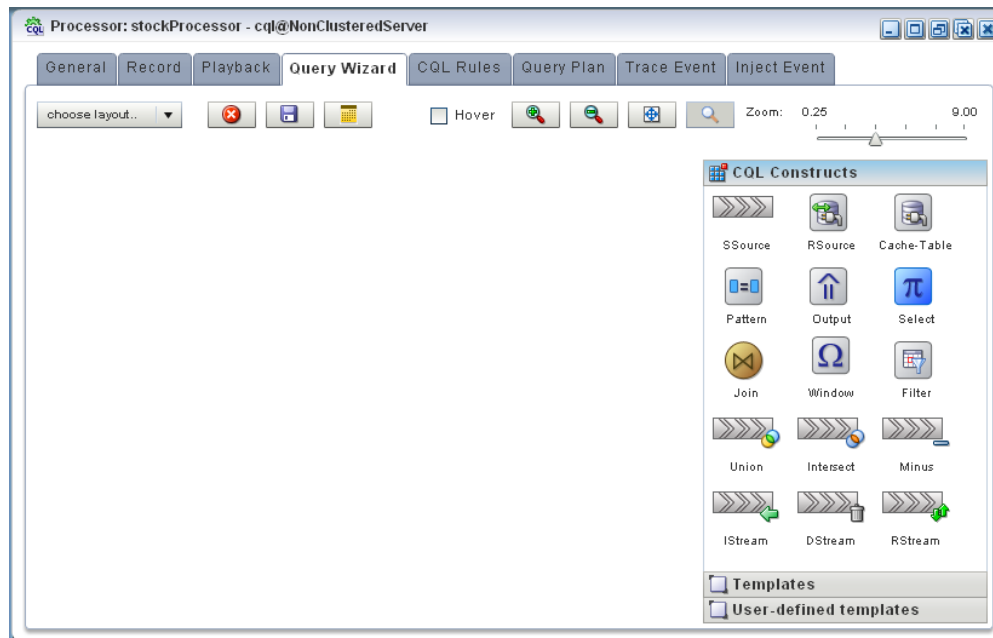 CQL Processor: stockProcessor - cql@NonClusteredServer
General Record Playback Query Wizard CQL Rules Query Plan Trace Event Inject Event
choose layout.. Hover Zoom: 0.25 9.00
CQL Constructs
SSource RSource Cache-Table
Pattern Output Select
Join Window Filter
Union Intersect Minus
IStream DStream RStream
Templates
User-defined templates